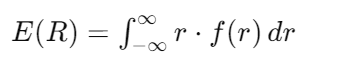 E(R) = ∫_{-∞}^{∞} r · f(r) dr